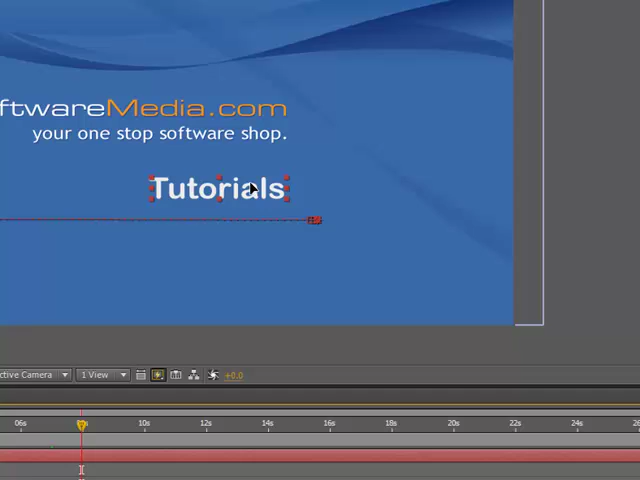 ftwareMedia.com
your one stop software shop.
Tutorials
ctive Camera 1 View +0.0
06s 10s 12s 14s 16s 18s 20s 22s 24s 26